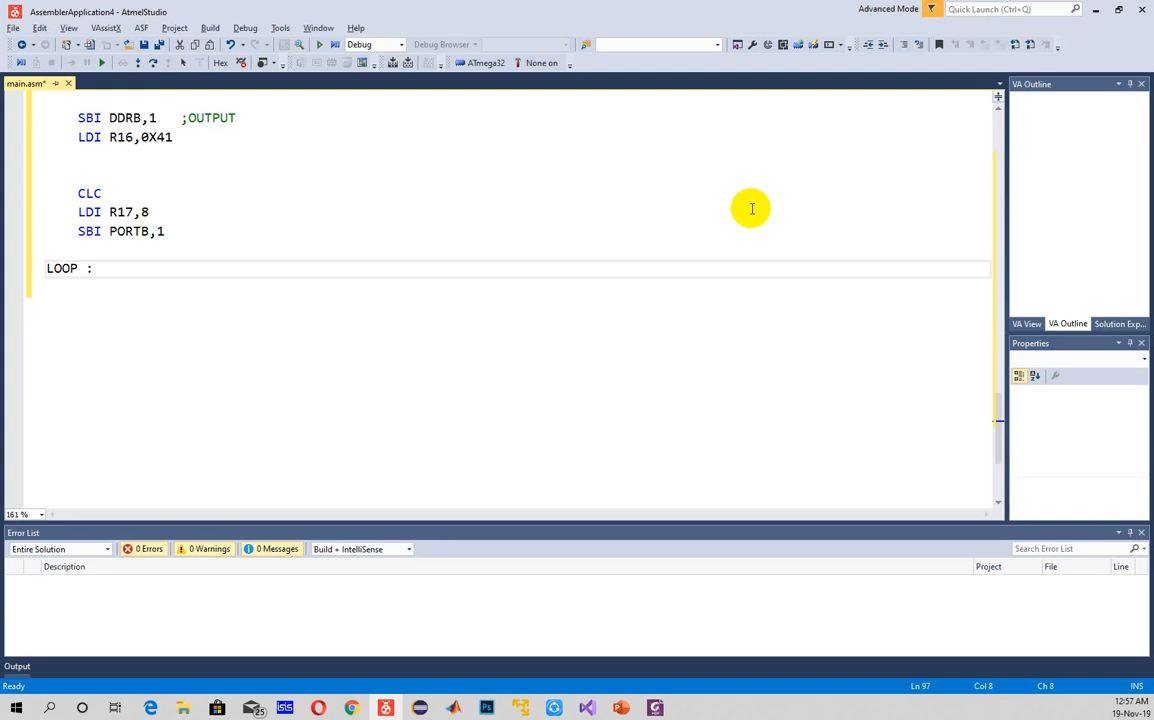 AssemblerApplication4 - AtmelStudio
Advanced Mode
Quick Launch (Ctrl+Q)
File Edit View VAssistX ASF Project Build Debug Tools Window Help
Debug
Debug Browser
Hex
ATmega32
None on
main.asm*
VA Outline
SBI DDRB,1 ;OUTPUT
LDI R16,0X41
CLC
LDI R17,8
SBI PORTB,1
LOOP :
VA View VA Outline Solution Exp...
Properties
161 %
Error List
Entire Solution
0 Errors
0 Warnings
0 Messages
Build + IntelliSense
Search Error List
Description Project File Line
Output
Ready
Ln 97 Col 8 Ch 8 INS
25
ISIS
12:57 AM
19-Nov-19